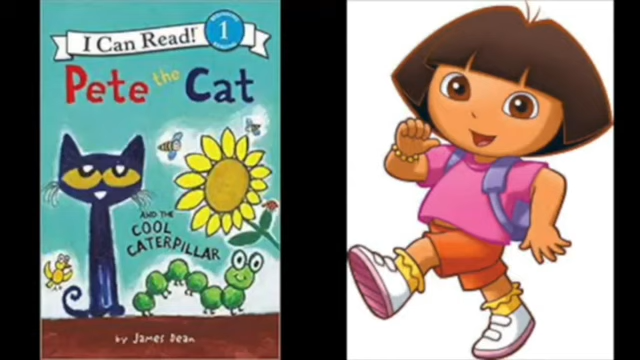 I Can Read!
1
Pete the Cat
AND THE
COOL
CATERPILLAR
by James Dean